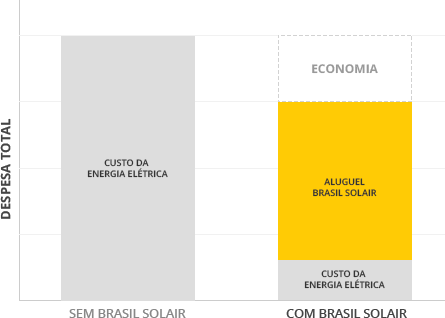 DESPESA TOTAL
CUSTO DA
ENERGIA ELÉTRICA
ECONOMIA
ALUGUEL
BRASIL SOLAIR
CUSTO DA
ENERGIA ELÉTRICA
SEM BRASIL SOLAIR
COM BRASIL SOLAIR